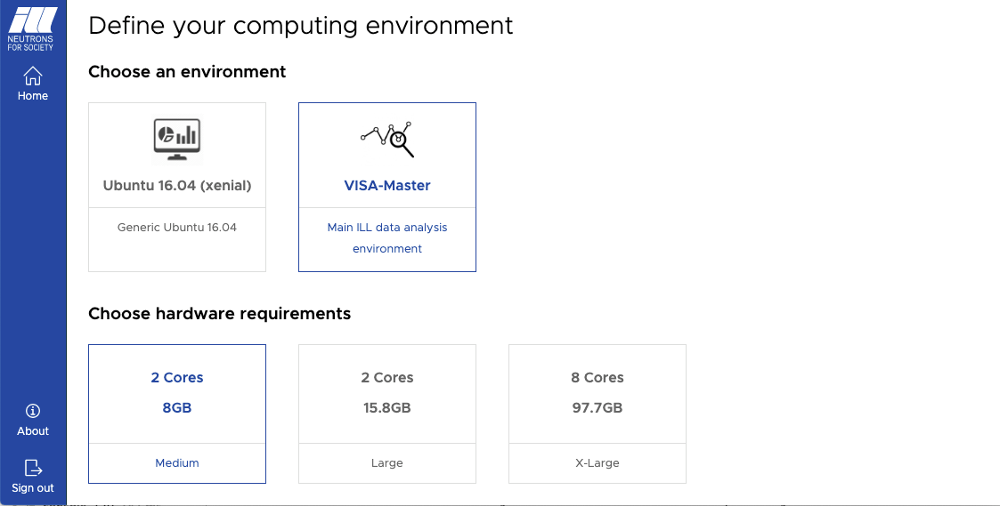 ill
NEUTRONS
FOR SOCIETY
Home
About
Sign out
Define your computing environment
Choose an environment
Ubuntu 16.04 (xenial)
Generic Ubuntu 16.04
VISA-Master
Main ILL data analysis
environment
Choose hardware requirements
2 Cores
8GB
Medium
2 Cores
15.8GB
Large
8 Cores
97.7GB
X-Large